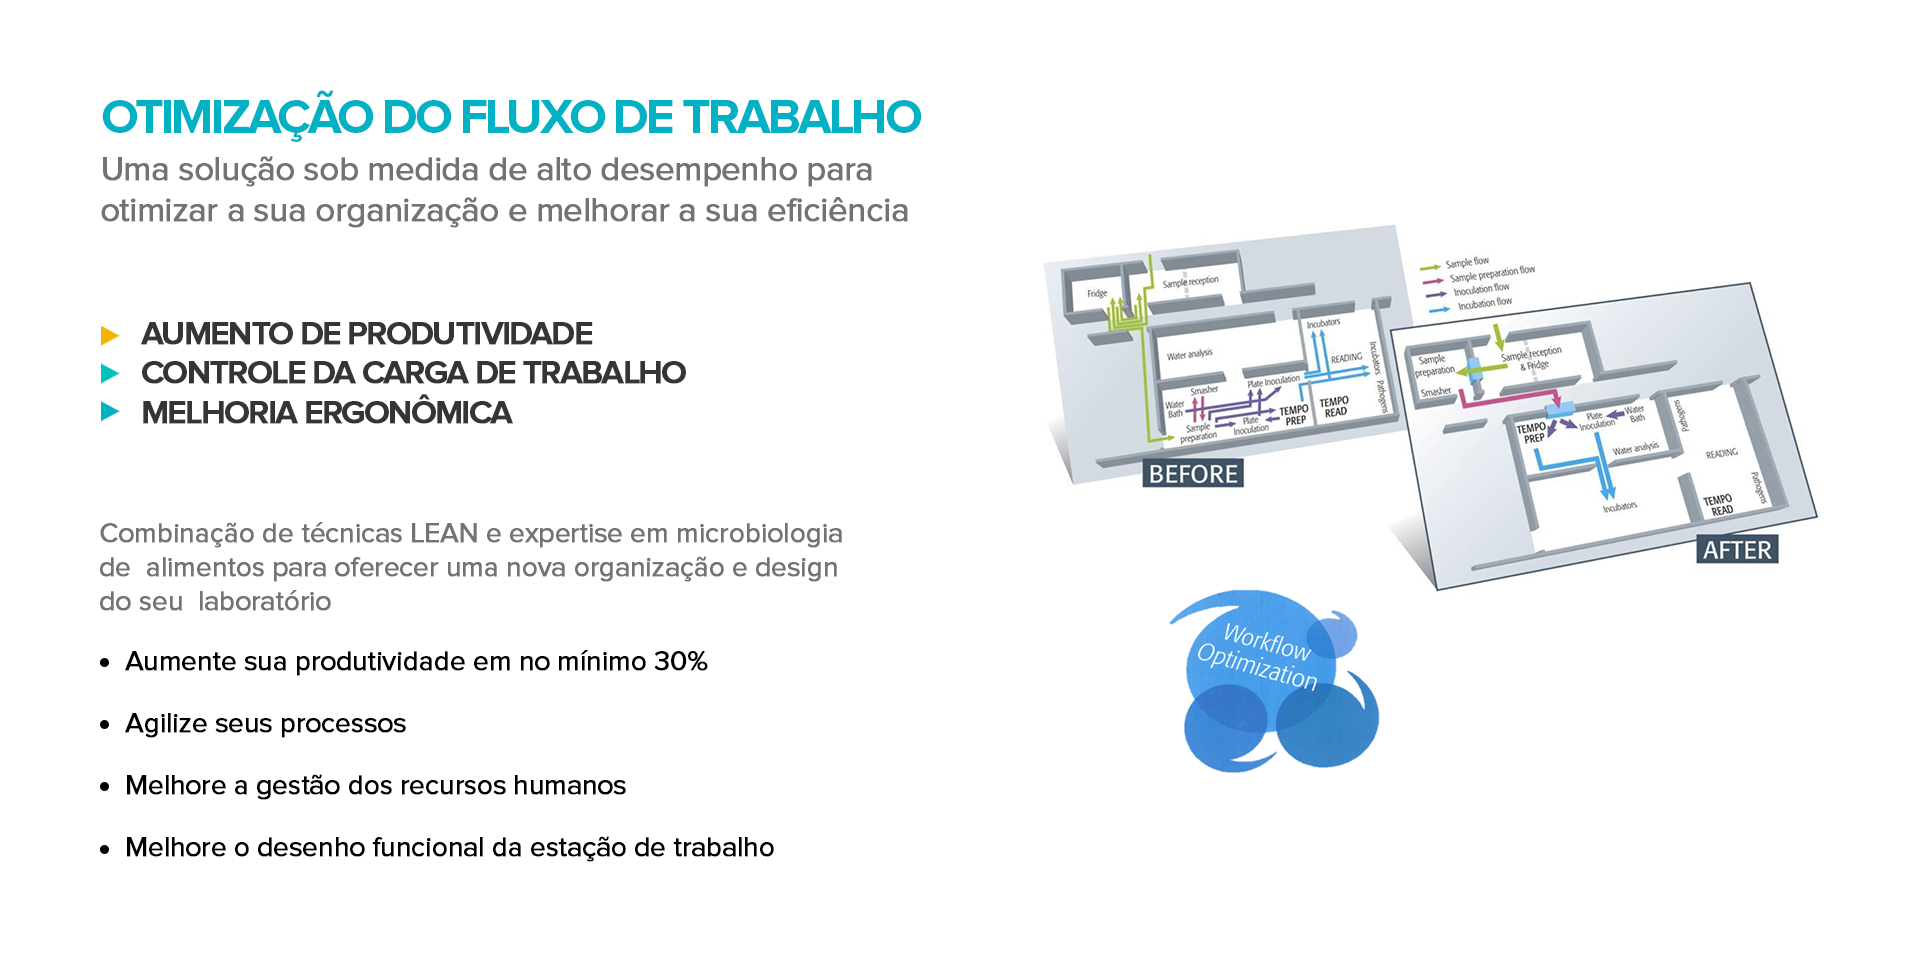 OTIMIZAÇÃO DO FLUXO DE TRABALHO
Uma solução sob medida de alto desempenho para
otimizar a sua organização e melhorar a sua eficiência
AUMENTO DE PRODUTIVIDADE
CONTROLE DA CARGA DE TRABALHO
MELHORIA ERGONÔMICA
Combinação de técnicas LEAN e expertise em microbiologia
de alimentos para oferecer uma nova organização e design
do seu laboratório
• Aumente sua produtividade em no mínimo 30%
• Agilize seus processos
• Melhore a gestão dos recursos humanos
• Melhore o desenho funcional da estação de trabalho
Fridge
Sample reception
Water analysis
Incubators
READING
Incubators
Pathogens
Smasher
Plate Inoculation
Water
Bath
Sample
preparation
Plate
Inoculation
TEMPO
PREP
TEMPO
READ
BEFORE
Sample flow
Sample preparation flow
Inoculation flow
Incubation flow
Sample
preparation
Smasher
Sample reception
& Fridge
TEMPO
PREP
Plate
Inoculation
Water
Bath
Water analysis
Pathogens
READING
Pathogens
Incubators
TEMPO
READ
AFTER
Workflow
Optimization